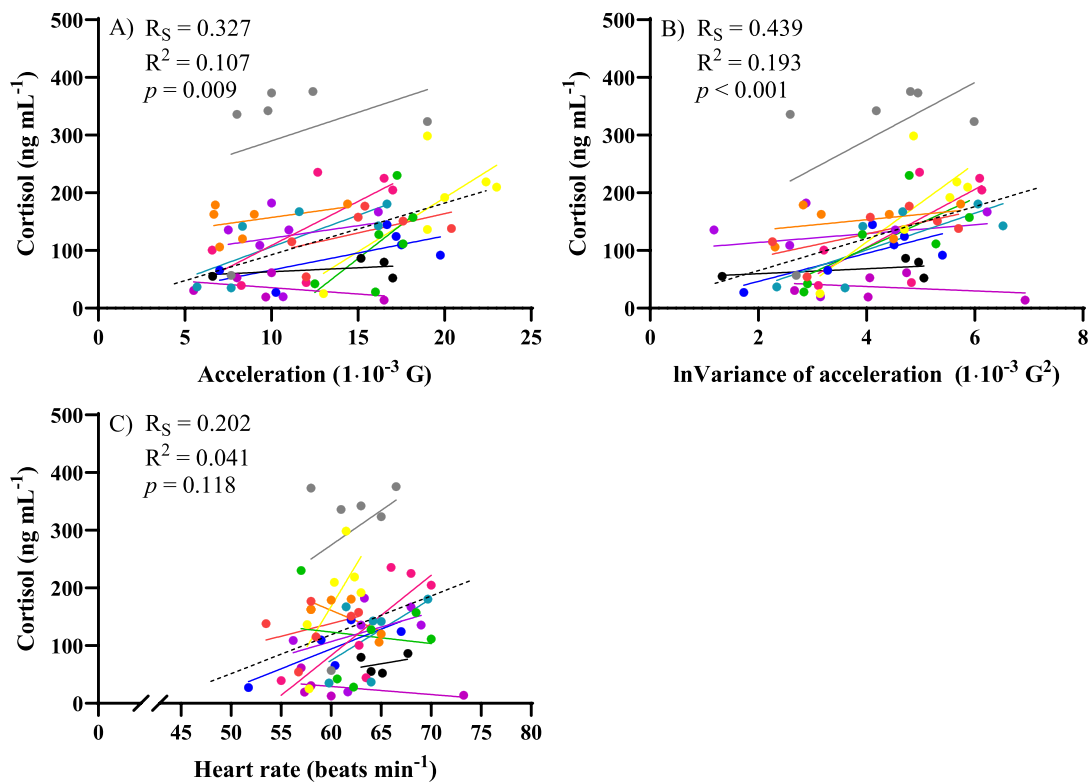 A) R_S = 0.327
R² = 0.107
p = 0.009
Cortisol (ng mL⁻¹)
500
400
300
200
100
0
0 5 10 15 20 25
Acceleration (1·10⁻³ G)
B) R_S = 0.439
R² = 0.193
p < 0.001
Cortisol (ng mL⁻¹)
500
400
300
200
100
0
0 2 4 6 8
lnVariance of acceleration (1·10⁻³ G²)
C) R_S = 0.202
R² = 0.041
p = 0.118
Cortisol (ng mL⁻¹)
500
400
300
200
100
0
0 45 50 55 60 65 70 75 80
Heart rate (beats min⁻¹)